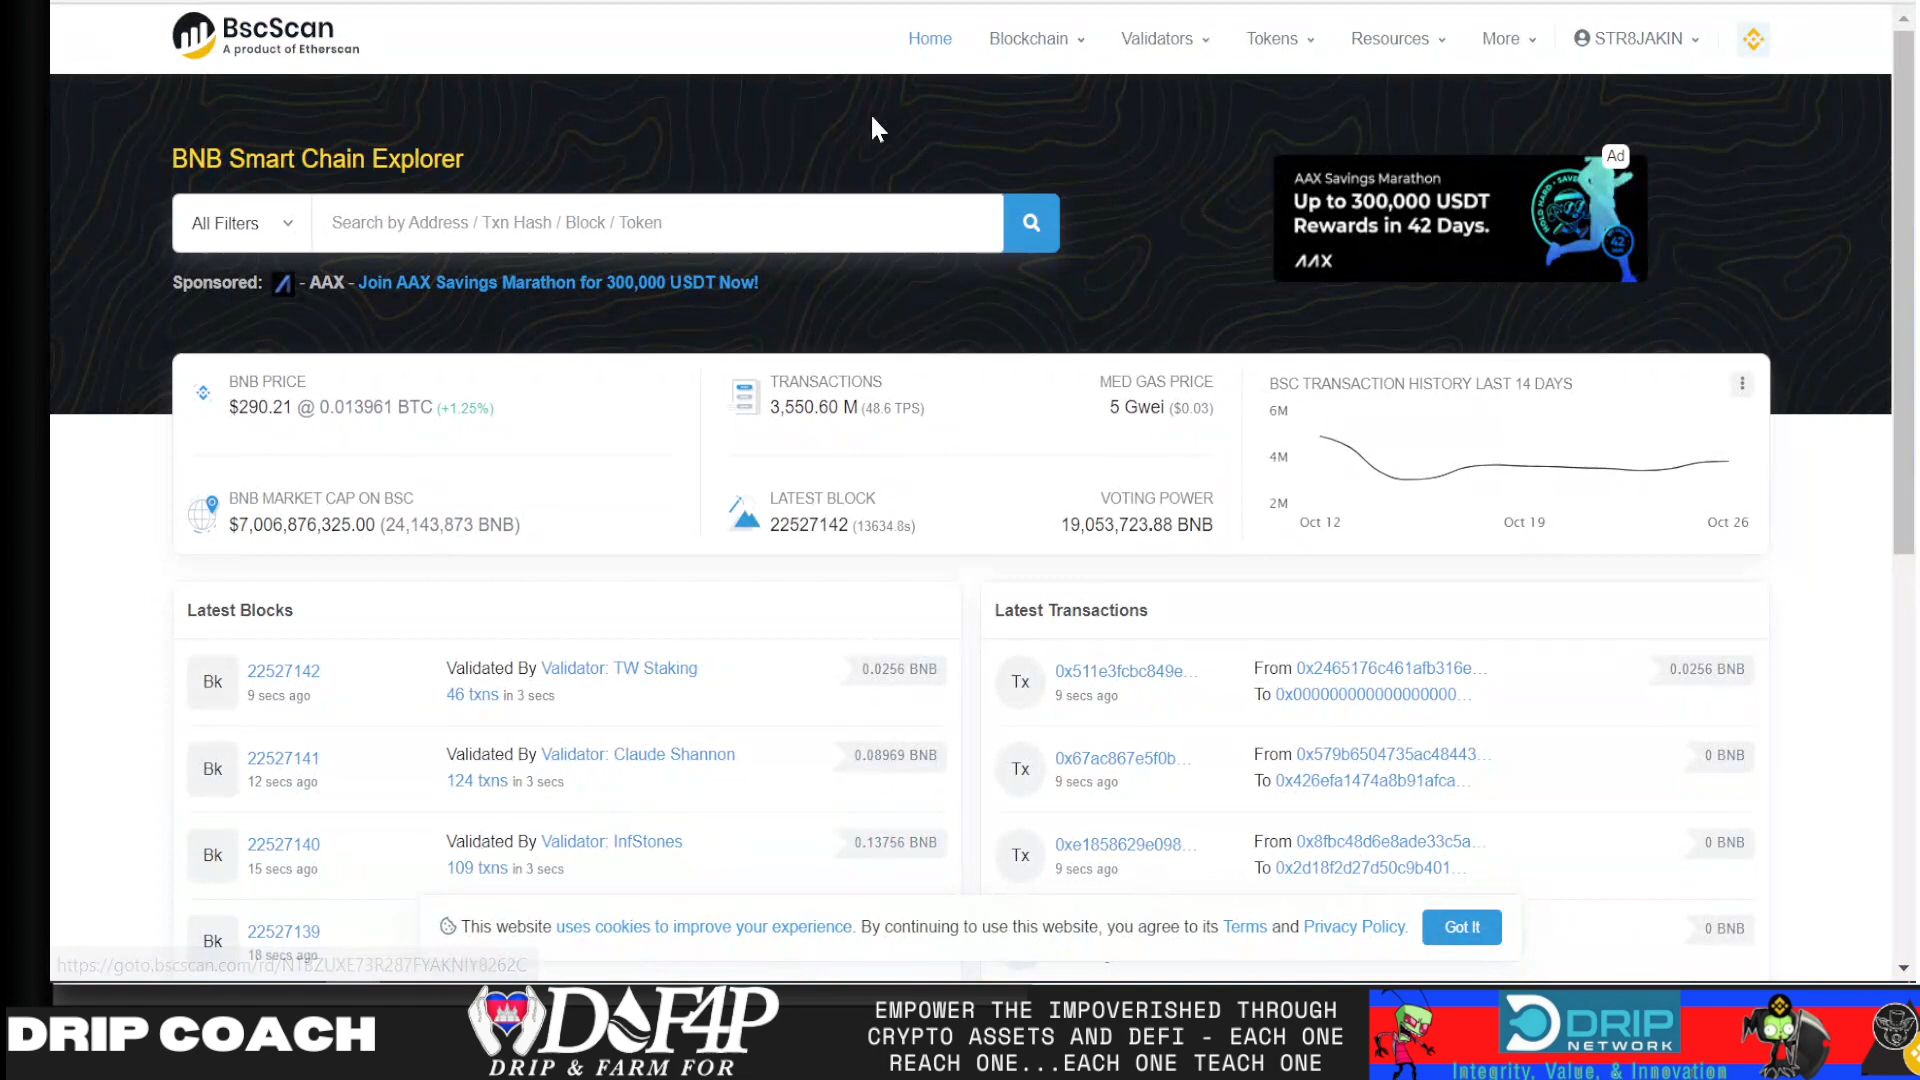 BscScan
A product of Etherscan
Home
Blockchain
Validators
Tokens
Resources
More
STR8JAKIN
BNB Smart Chain Explorer
All Filters
Search by Address / Txn Hash / Block / Token
Sponsored: - AAX - Join AAX Savings Marathon for 300,000 USDT Now!
Ad
AAX Savings Marathon
Up to 300,000 USDT
Rewards in 42 Days.
AAX
42
BNB PRICE
$290.21 @ 0.013961 BTC (+1.25%)
BNB MARKET CAP ON BSC
$7,006,876,325.00 (24,143,873 BNB)
TRANSACTIONS
3,550.60 M (48.6 TPS)
MED GAS PRICE
5 Gwei ($0.03)
LATEST BLOCK
22527142 (13634.8s)
VOTING POWER
19,053,723.88 BNB
BSC TRANSACTION HISTORY LAST 14 DAYS
6M
4M
2M
Oct 12
Oct 19
Oct 26
Latest Blocks
Bk
22527142
9 secs ago
Validated By Validator: TW Staking
46 txns in 3 secs
0.0256 BNB
Bk
22527141
12 secs ago
Validated By Validator: Claude Shannon
124 txns in 3 secs
0.08969 BNB
Bk
22527140
15 secs ago
Validated By Validator: InfStones
109 txns in 3 secs
0.13756 BNB
Bk
22527139
18 secs ago
Latest Transactions
Tx
0x511e3fcbc849e...
9 secs ago
From 0x2465176c461afb316e...
To 0x000000000000000000...
0.0256 BNB
Tx
0x67ac867e5f0b...
9 secs ago
From 0x579b6504735ac48443...
To 0x426efa1474a8b91afca...
0 BNB
Tx
0xe1858629e098...
9 secs ago
From 0x8fbc48d6e8ade33c5a...
To 0x2d18f2d27d50c9b401...
0 BNB
0 BNB
This website uses cookies to improve your experience. By continuing to use this website, you agree to its Terms and Privacy Policy.
Got It
DRIP COACH
DOF4P
DRIP & FARM FOR
EMPOWER THE IMPOVERISHED THROUGH
CRYPTO ASSETS AND DEFI - EACH ONE
REACH ONE...EACH ONE TEACH ONE
DRIP
NETWORK
Integrity, Value, & Innovation